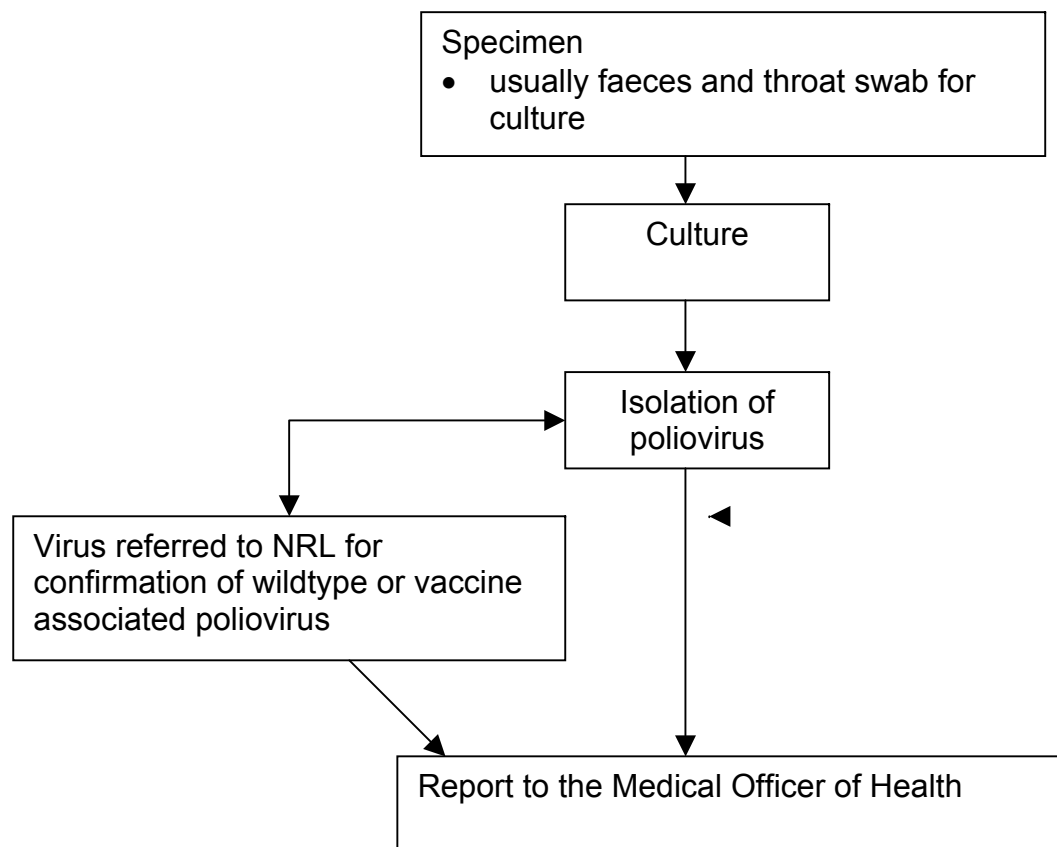 Specimen
• usually faeces and throat swab for
culture
Culture
Isolation of
poliovirus
Virus referred to NRL for
confirmation of wildtype or vaccine
associated poliovirus
Report to the Medical Officer of Health